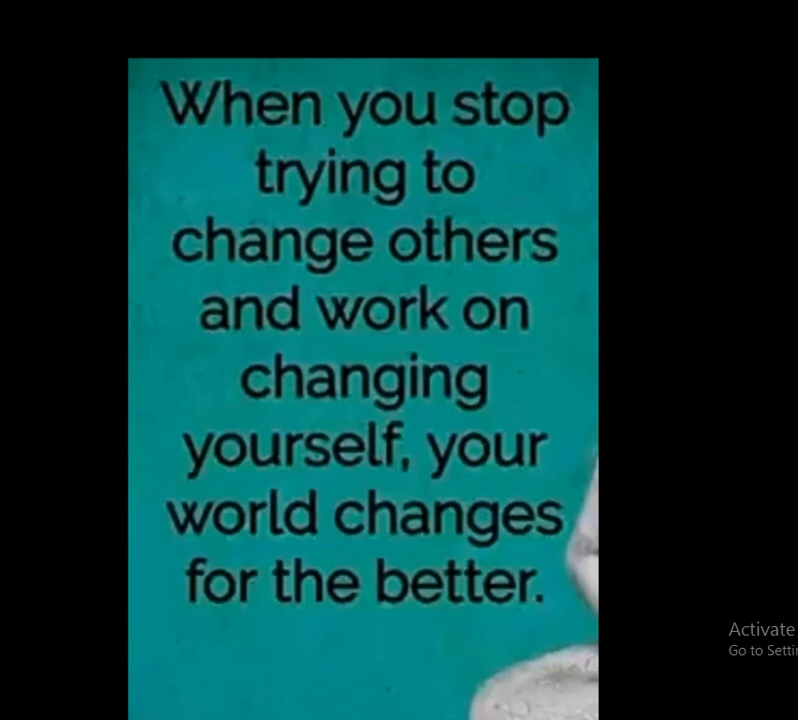 When you stop
trying to
change others
and work on
changing
yourself, your
world changes
for the better.
Activate
Go to Settin